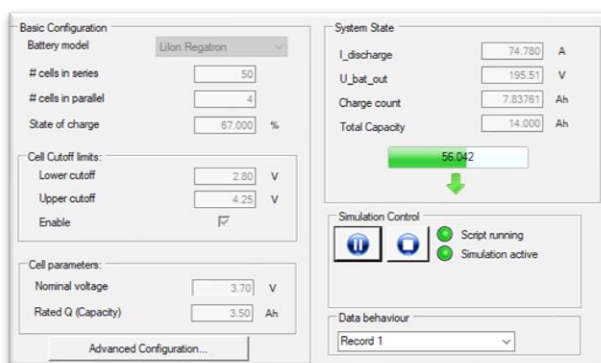 Basic Configuration
Battery model LiIon Regatron
# cells in series 50
# cells in parallel 4
State of charge 67.000 %
Cell Cutoff limits:
Lower cutoff 2.80 V
Upper cutoff 4.25 V
Enable
Cell parameters:
Nominal voltage 3.70 V
Rated Q (Capacity) 3.50 Ah
Advanced Configuration...
System State
I_discharge 74.780 A
U_bat_out 195.51 V
Charge count 7.83761 Ah
Total Capacity 14.000 Ah
56.042
Simulation Control
Script running
Simulation active
Data behaviour
Record 1